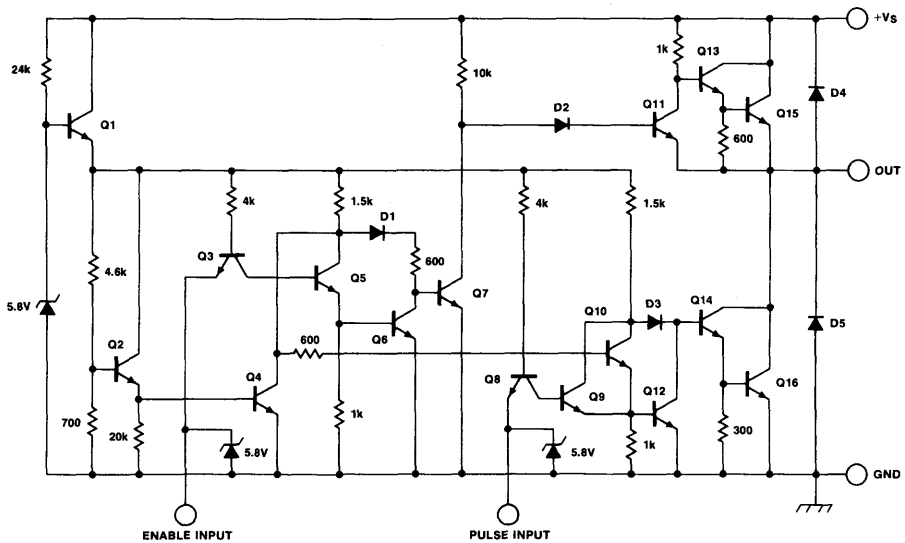 +VS
24k
1k
Q13
10k
D2
Q11
Q15
D4
Q1
600
OUT
4k
1.5k
4k
1.5k
D1
Q3
600
4.6k
Q5
Q7
5.8V
Q10
D3
Q14
D5
Q6
Q2
600
Q4
Q8
Q9
Q12
Q16
700
20k
5.8V
1k
5.8V
1k
300
GND
ENABLE INPUT
PULSE INPUT